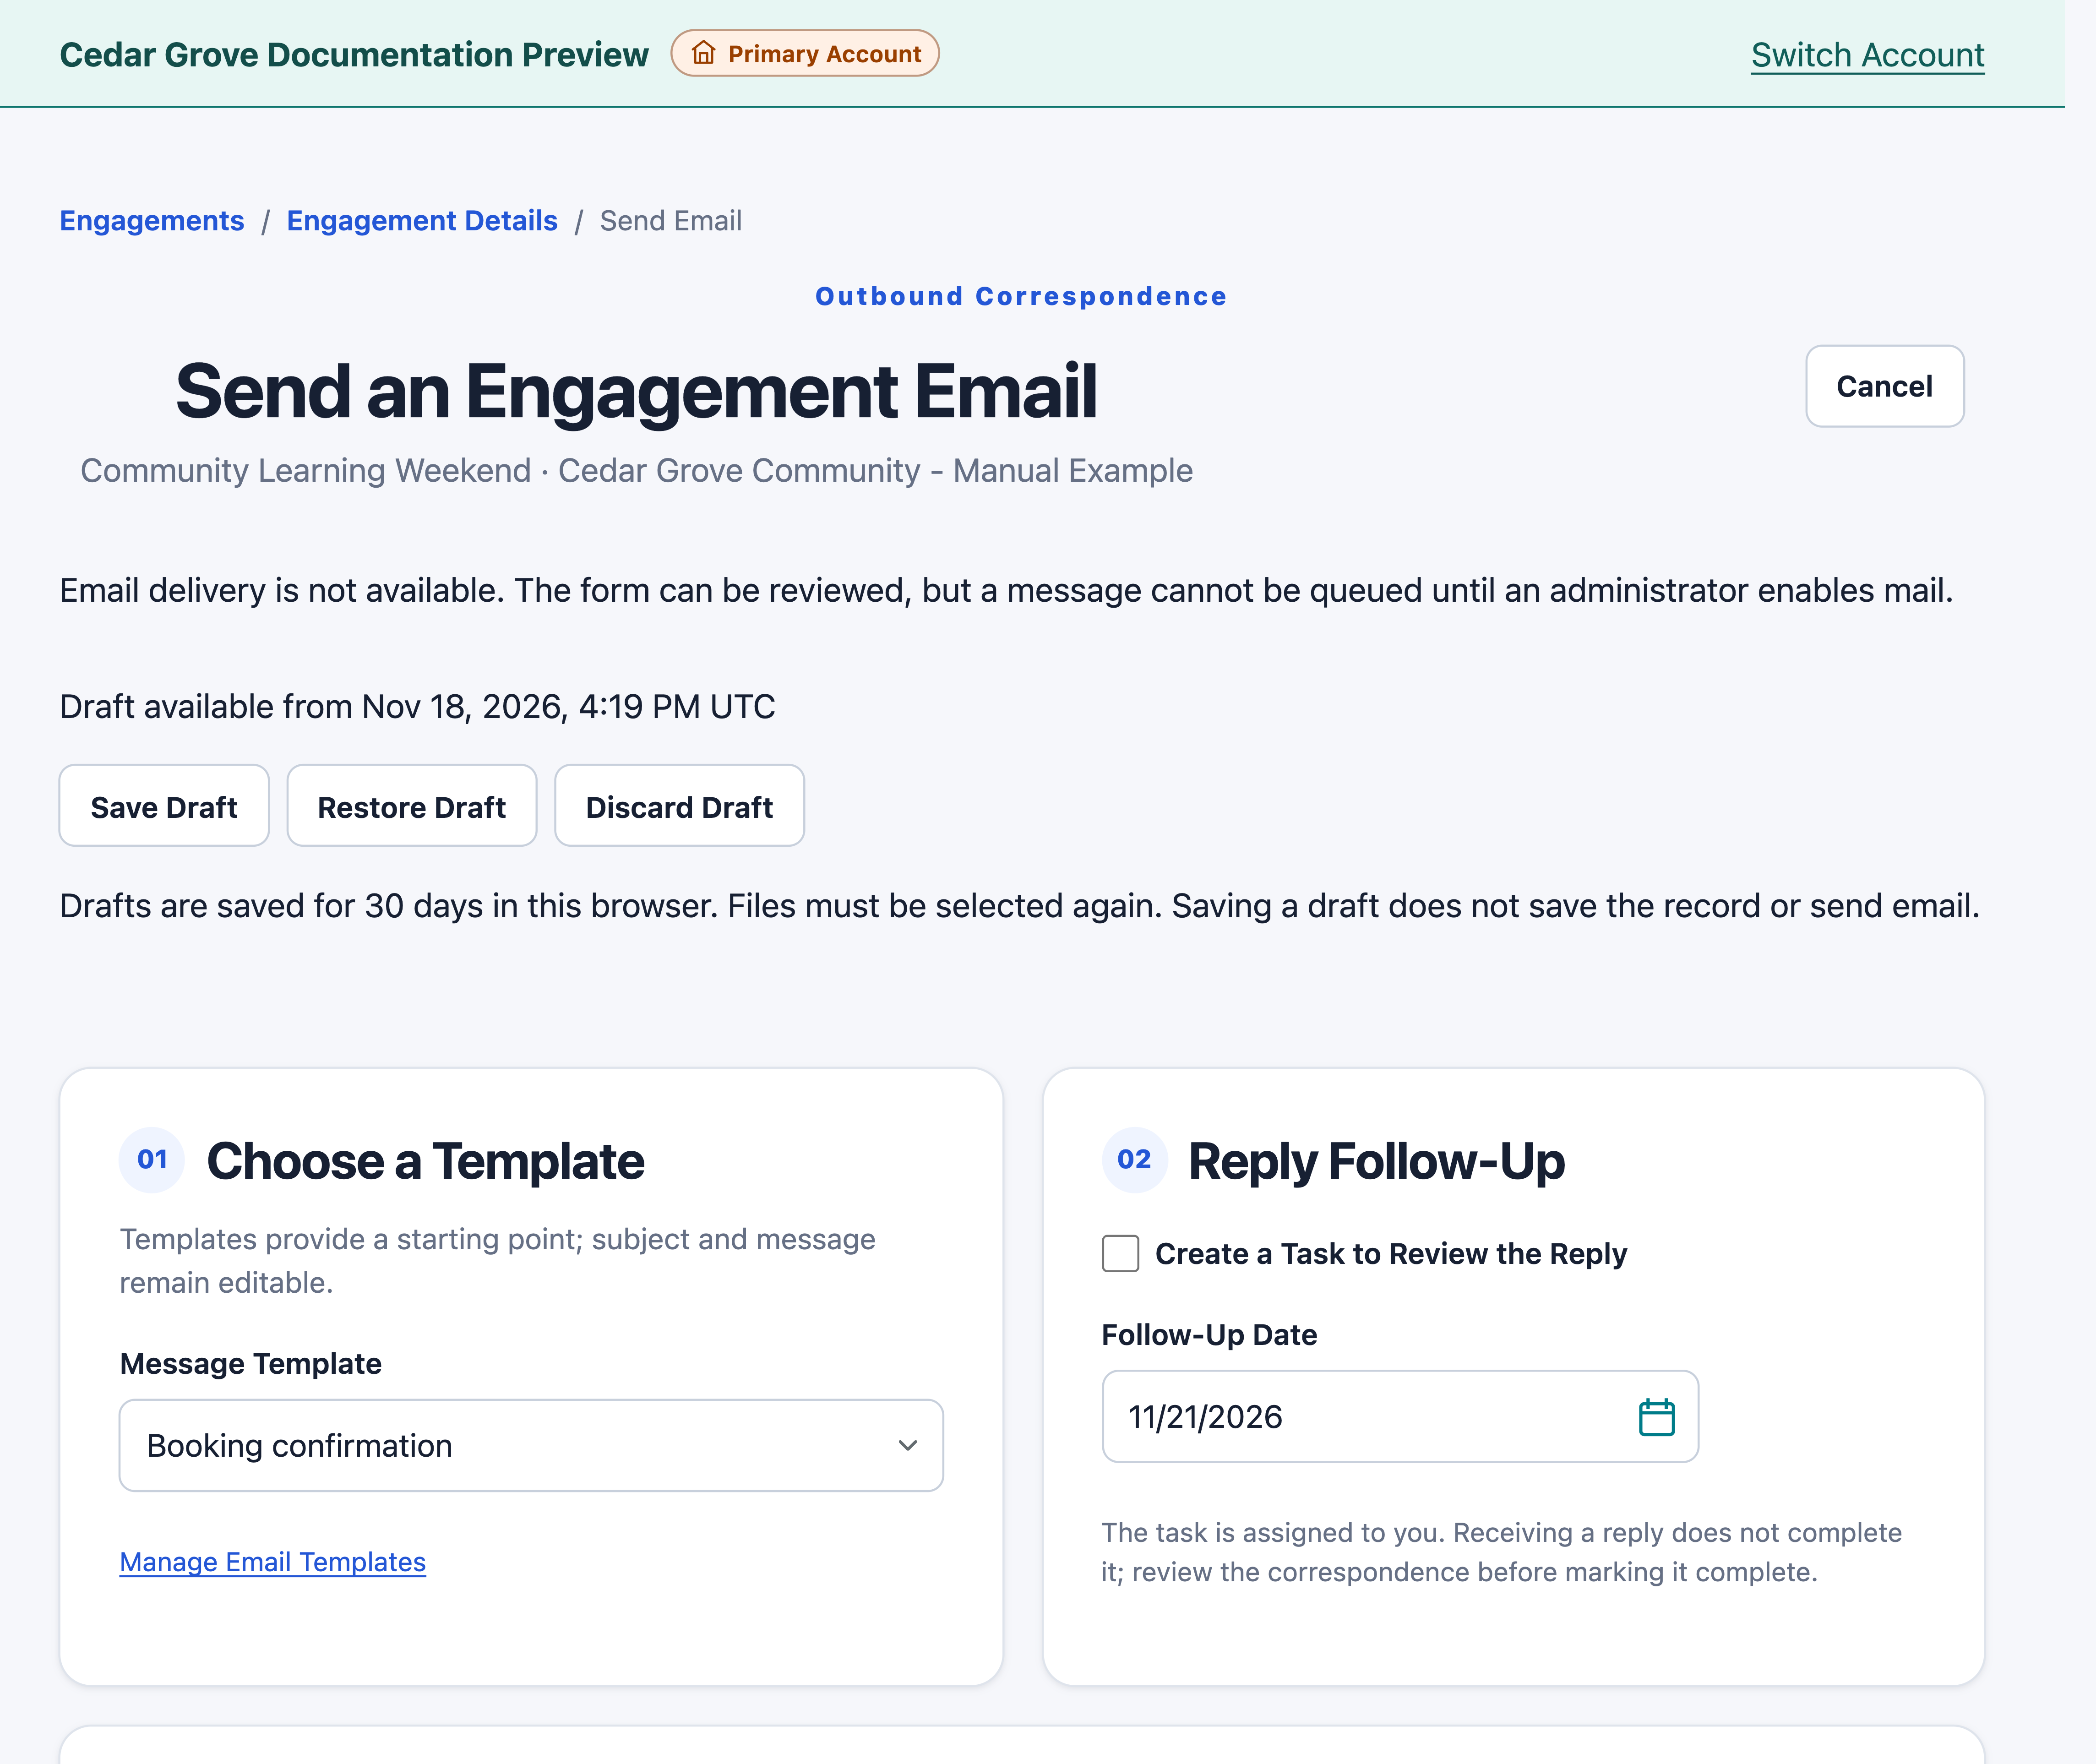 Cedar Grove Documentation Preview
Primary Account
Switch Account
Engagements / Engagement Details / Send Email
Outbound Correspondence
Send an Engagement Email
Cancel
Community Learning Weekend · Cedar Grove Community - Manual Example
Email delivery is not available. The form can be reviewed, but a message cannot be queued until an administrator enables mail.
Draft available from Nov 18, 2026, 4:19 PM UTC
Save Draft
Restore Draft
Discard Draft
Drafts are saved for 30 days in this browser. Files must be selected again. Saving a draft does not save the record or send email.
01 Choose a Template
Templates provide a starting point; subject and message
remain editable.
Message Template
Booking confirmation
Manage Email Templates
02 Reply Follow-Up
Create a Task to Review the Reply
Follow-Up Date
11/21/2026
The task is assigned to you. Receiving a reply does not complete
it; review the correspondence before marking it complete.